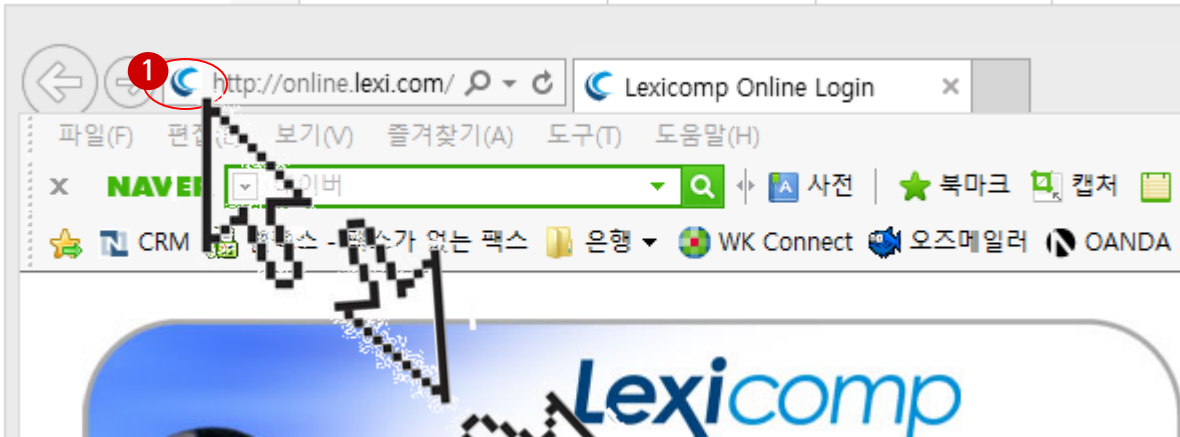 1
http://online.lexi.com/ Lexicomp Online Login
파일(F) 보기(V) 즐겨찾기(A) 도구(T) 도움말(H)
NAVER 사전 북마크 캡처
CRM 없는 팩스 은행 WK Connect 오즈메일러 OANDA
Lexicomp